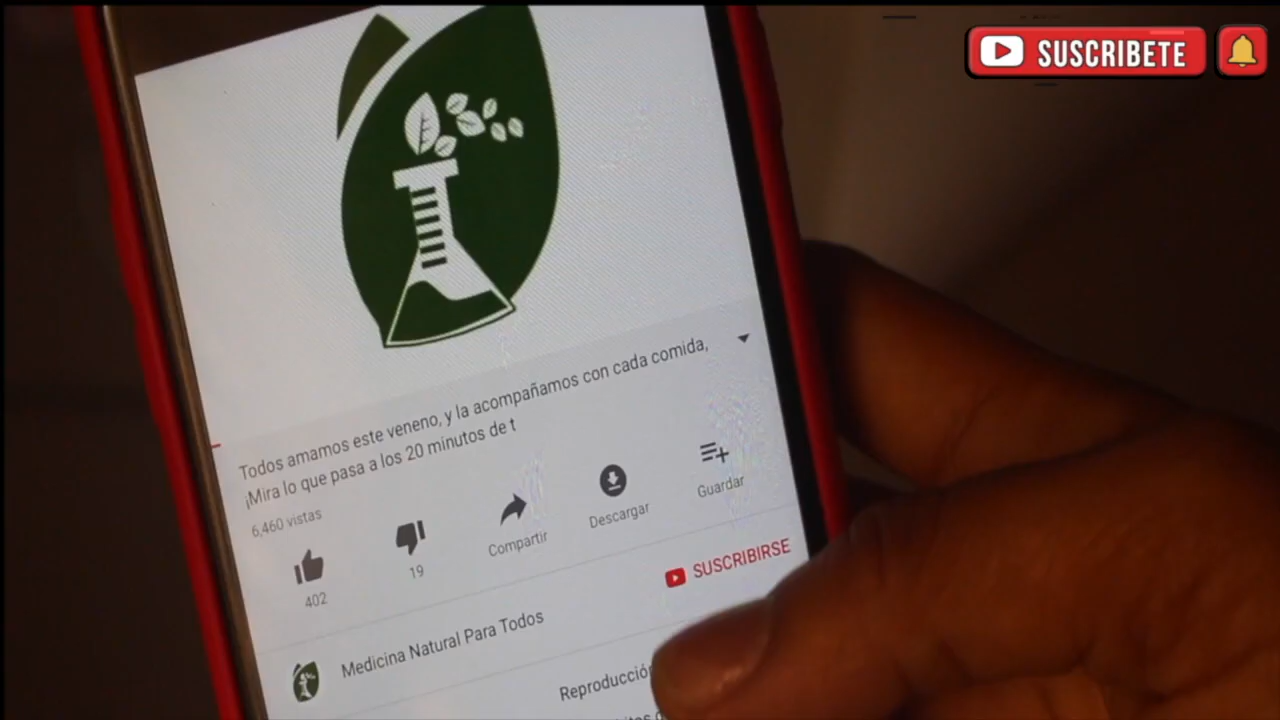 SUSCRIBETE
Todos amamos este veneno, y la acompañamos con cada comida,
¡Mira lo que pasa a los 20 minutos de t
6,460 vistas
402
19
Compartir
Descargar
Guardar
SUSCRIBIRSE
Medicina Natural Para Todos